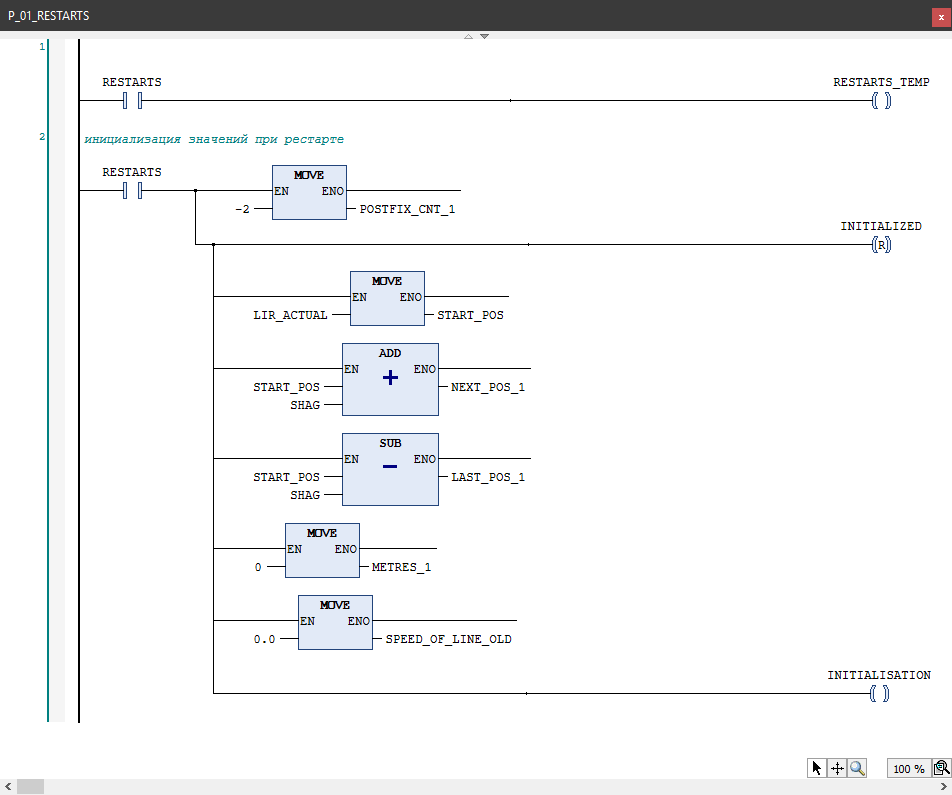 P_01_RESTARTS
x
1
RESTARTS
RESTARTS_TEMP
( )
2
инициализация значений при рестарте
RESTARTS
MOVE
EN ENO
-2
POSTFIX_CNT_1
INITIALIZED
(R)
MOVE
EN ENO
LIR_ACTUAL
START_POS
ADD
EN ENO
+
START_POS
NEXT_POS_1
SHAG
SUB
EN ENO
−
START_POS
LAST_POS_1
SHAG
MOVE
EN ENO
0
METRES_1
MOVE
EN ENO
0.0
SPEED_OF_LINE_OLD
INITIALISATION
( )
100 %